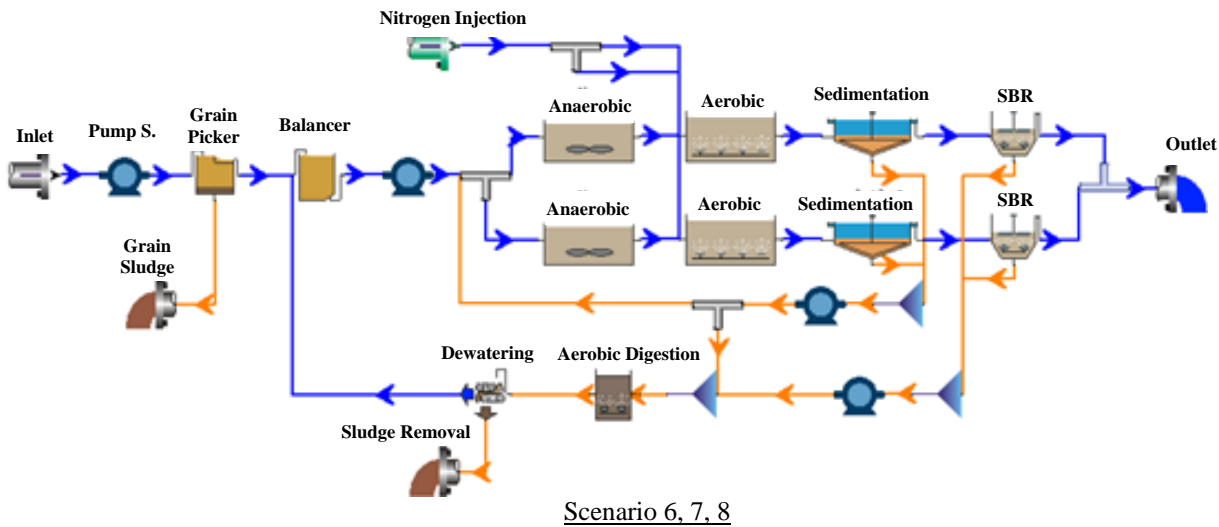 Nitrogen Injection
Inlet
Pump S.
Grain
Picker
Balancer
Anaerobic
Aerobic
Sedimentation
SBR
Outlet
Anaerobic
Aerobic
Sedimentation
SBR
Grain
Sludge
Dewatering
Aerobic Digestion
Sludge Removal
Scenario 6, 7, 8